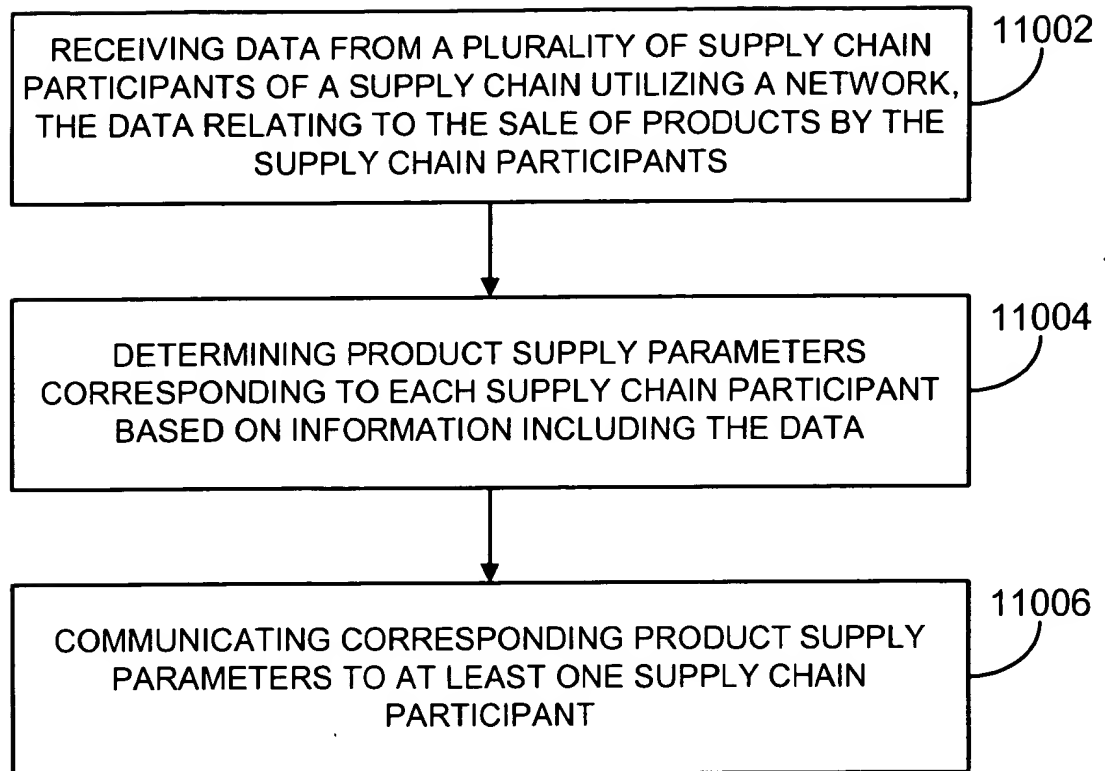 RECEIVING DATA FROM A PLURALITY OF SUPPLY CHAIN
PARTICIPANTS OF A SUPPLY CHAIN UTILIZING A NETWORK,
THE DATA RELATING TO THE SALE OF PRODUCTS BY THE
SUPPLY CHAIN PARTICIPANTS
11002
DETERMINING PRODUCT SUPPLY PARAMETERS
CORRESPONDING TO EACH SUPPLY CHAIN PARTICIPANT
BASED ON INFORMATION INCLUDING THE DATA
11004
COMMUNICATING CORRESPONDING PRODUCT SUPPLY
PARAMETERS TO AT LEAST ONE SUPPLY CHAIN
PARTICIPANT
11006